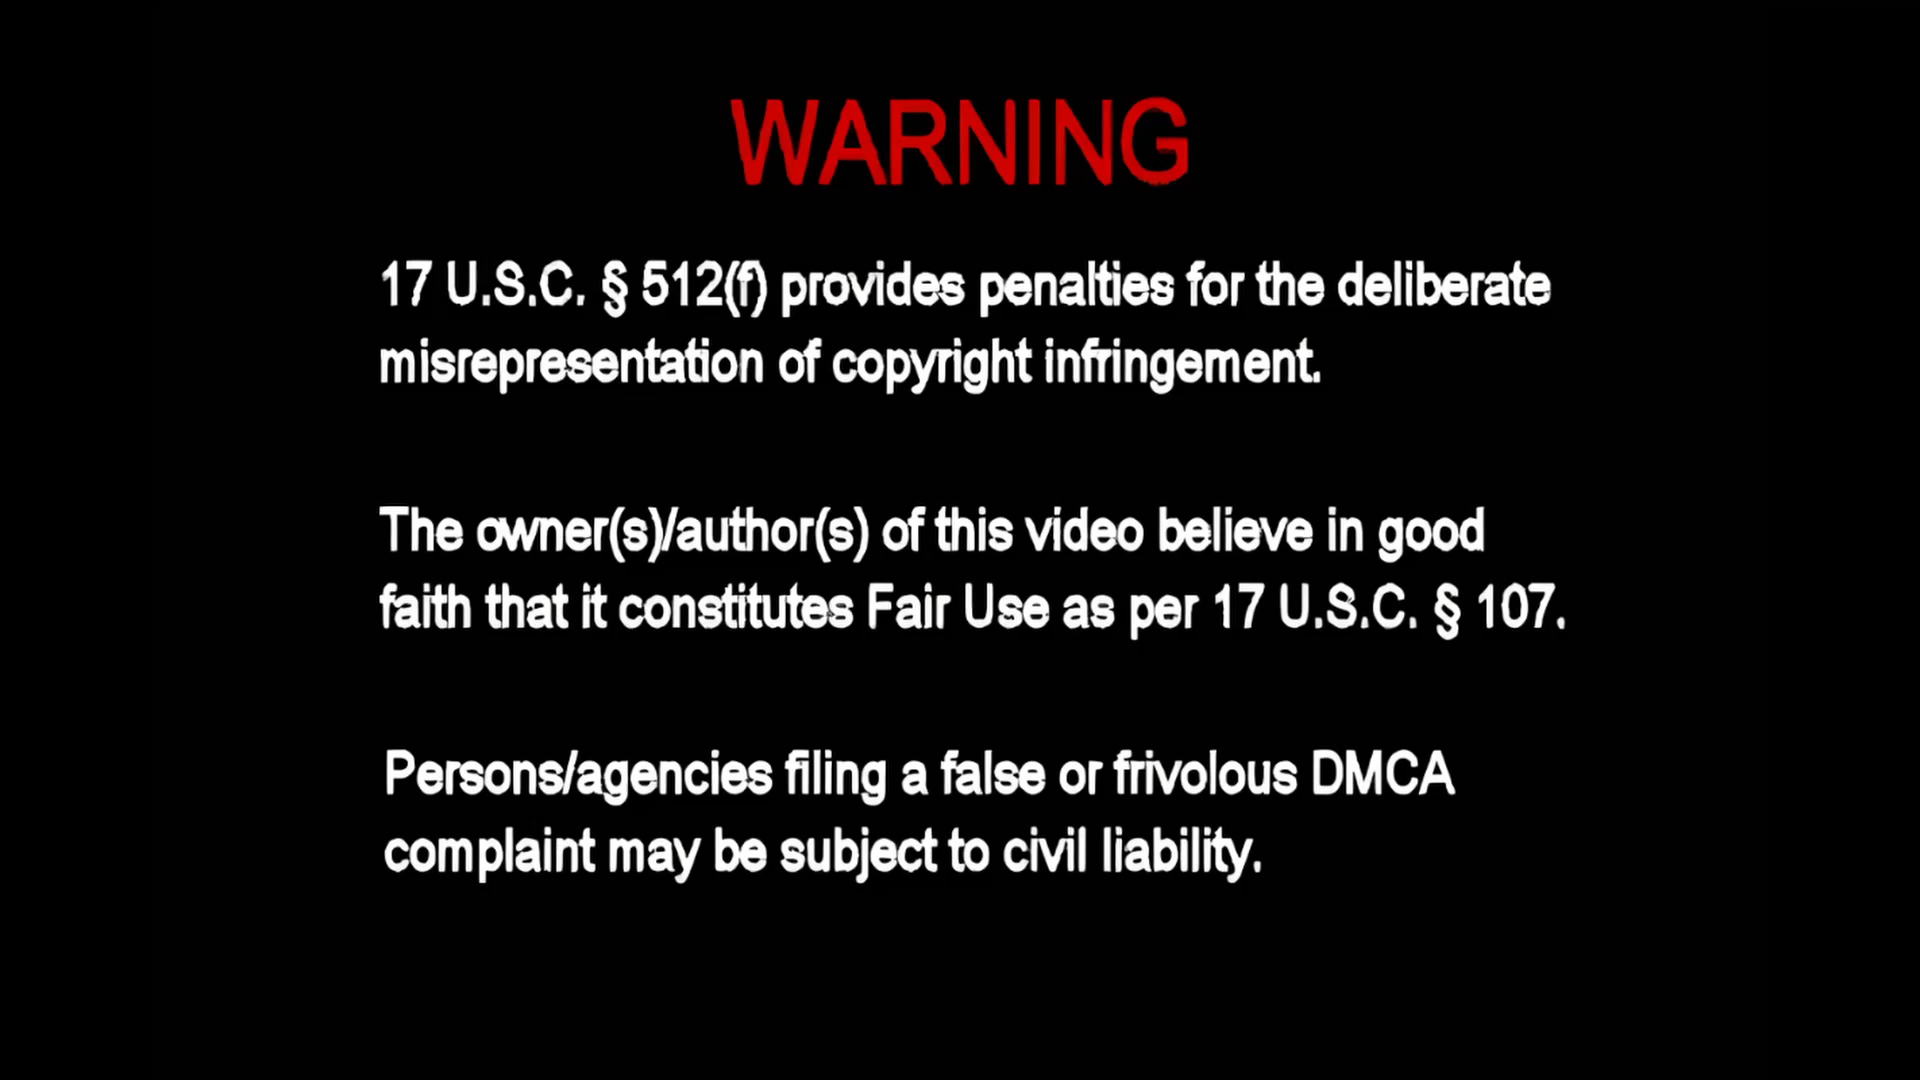 WARNING
17 U.S.C. § 512(f) provides penalties for the deliberate
misrepresentation of copyright infringement.
The owner(s)/author(s) of this video believe in good
faith that it constitutes Fair Use as per 17 U.S.C. § 107.
Persons/agencies filing a false or frivolous DMCA
complaint may be subject to civil liability.